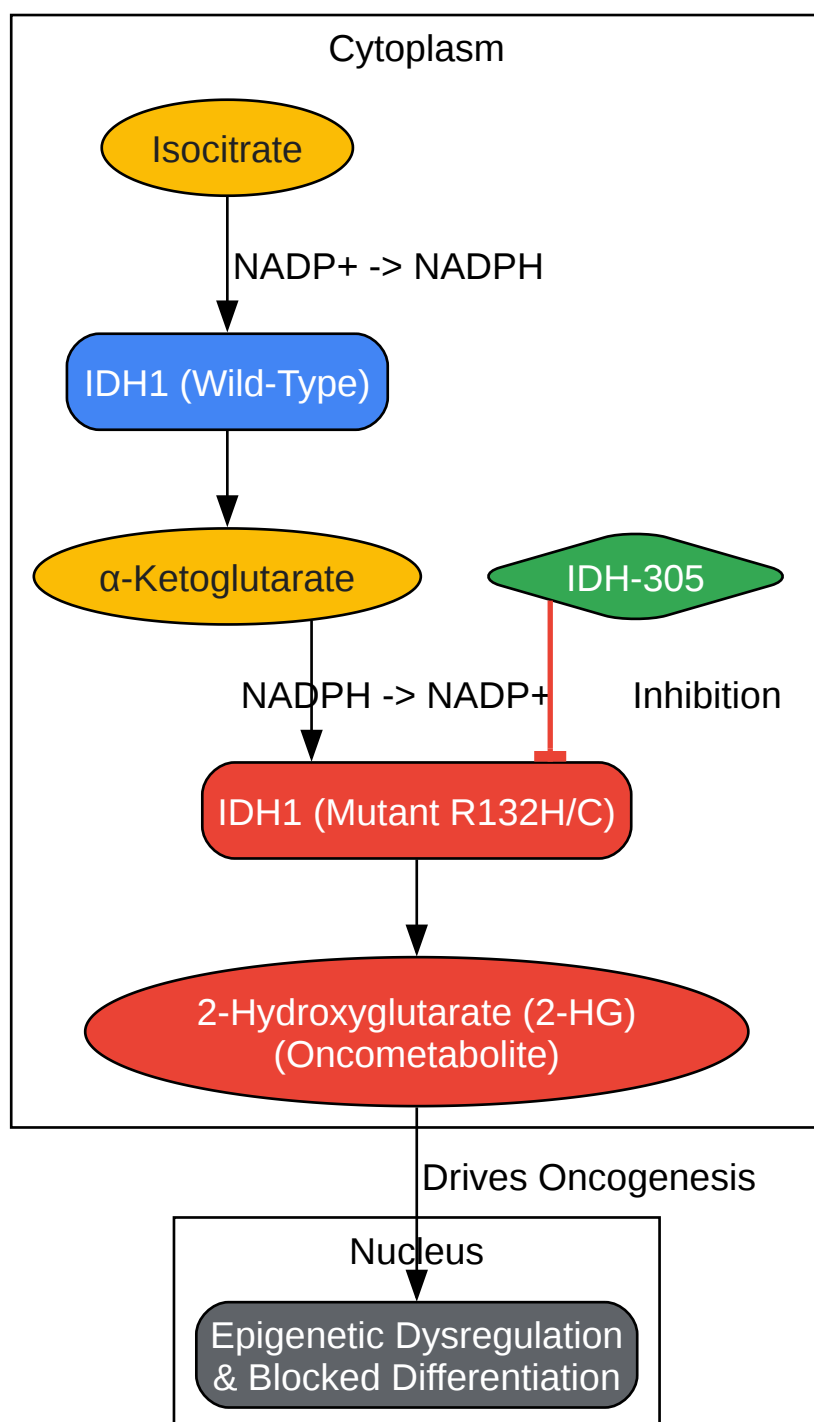 Cytoplasm
Isocitrate
NADP+ -> NADPH
IDH1 (Wild-Type)
α-Ketoglutarate
IDH-305
NADPH -> NADP+
Inhibition
IDH1 (Mutant R132H/C)
2-Hydroxyglutarate (2-HG)
(Oncometabolite)
Drives Oncogenesis
Nucleus
Epigenetic Dysregulation
& Blocked Differentiation